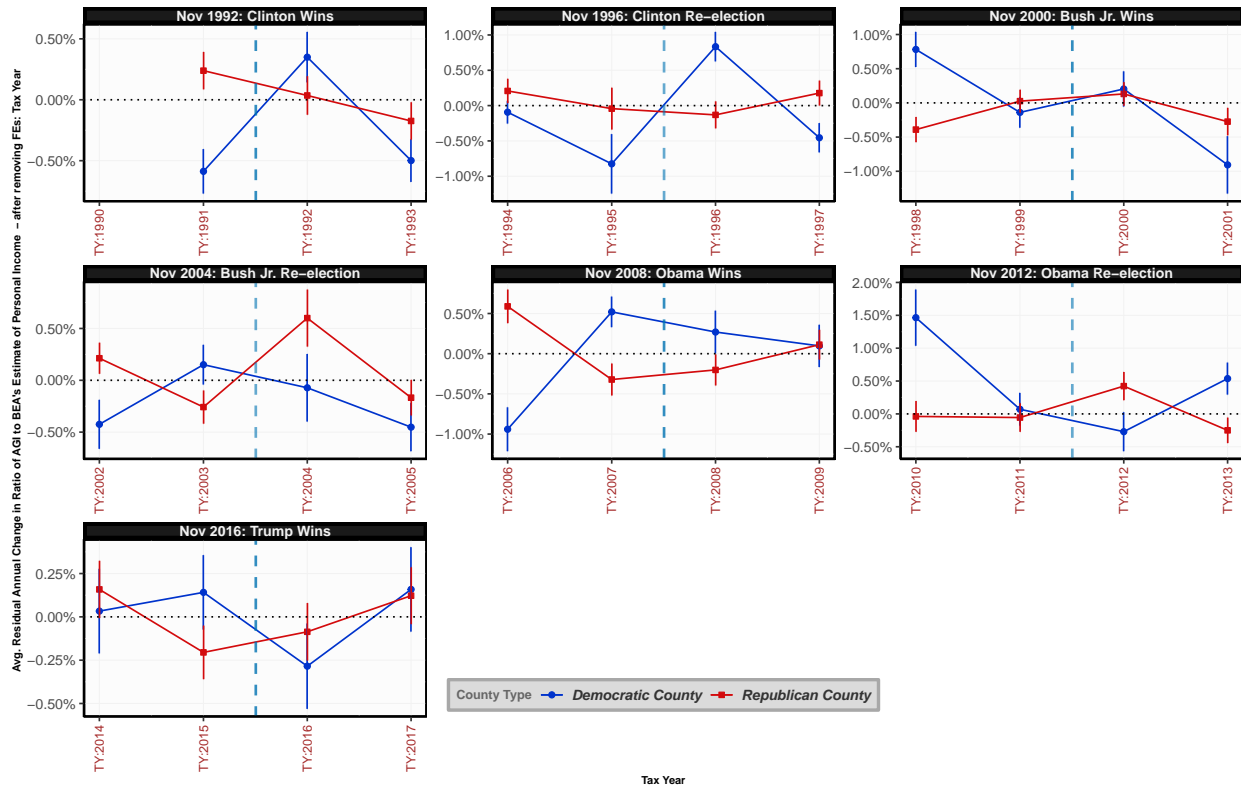 Avg. Residual Annual Change in Ratio of AGI to BEA's Estimate of Personal Income – after removing FEs: Tax Year
Nov 1992: Clinton Wins
0.50%
0.00%
−0.50%
TY:1990
TY:1991
TY:1992
TY:1993
Nov 1996: Clinton Re−election
1.00%
0.50%
0.00%
−0.50%
−1.00%
TY:1994
TY:1995
TY:1996
TY:1997
Nov 2000: Bush Jr. Wins
1.00%
0.50%
0.00%
−0.50%
−1.00%
TY:1998
TY:1999
TY:2000
TY:2001
Nov 2004: Bush Jr. Re−election
0.50%
0.00%
−0.50%
TY:2002
TY:2003
TY:2004
TY:2005
Nov 2008: Obama Wins
0.50%
0.00%
−0.50%
−1.00%
TY:2006
TY:2007
TY:2008
TY:2009
Nov 2012: Obama Re−election
2.00%
1.50%
1.00%
0.50%
0.00%
−0.50%
TY:2010
TY:2011
TY:2012
TY:2013
Nov 2016: Trump Wins
0.25%
0.00%
−0.25%
−0.50%
TY:2014
TY:2015
TY:2016
TY:2017
County Type Democratic County Republican County
Tax Year